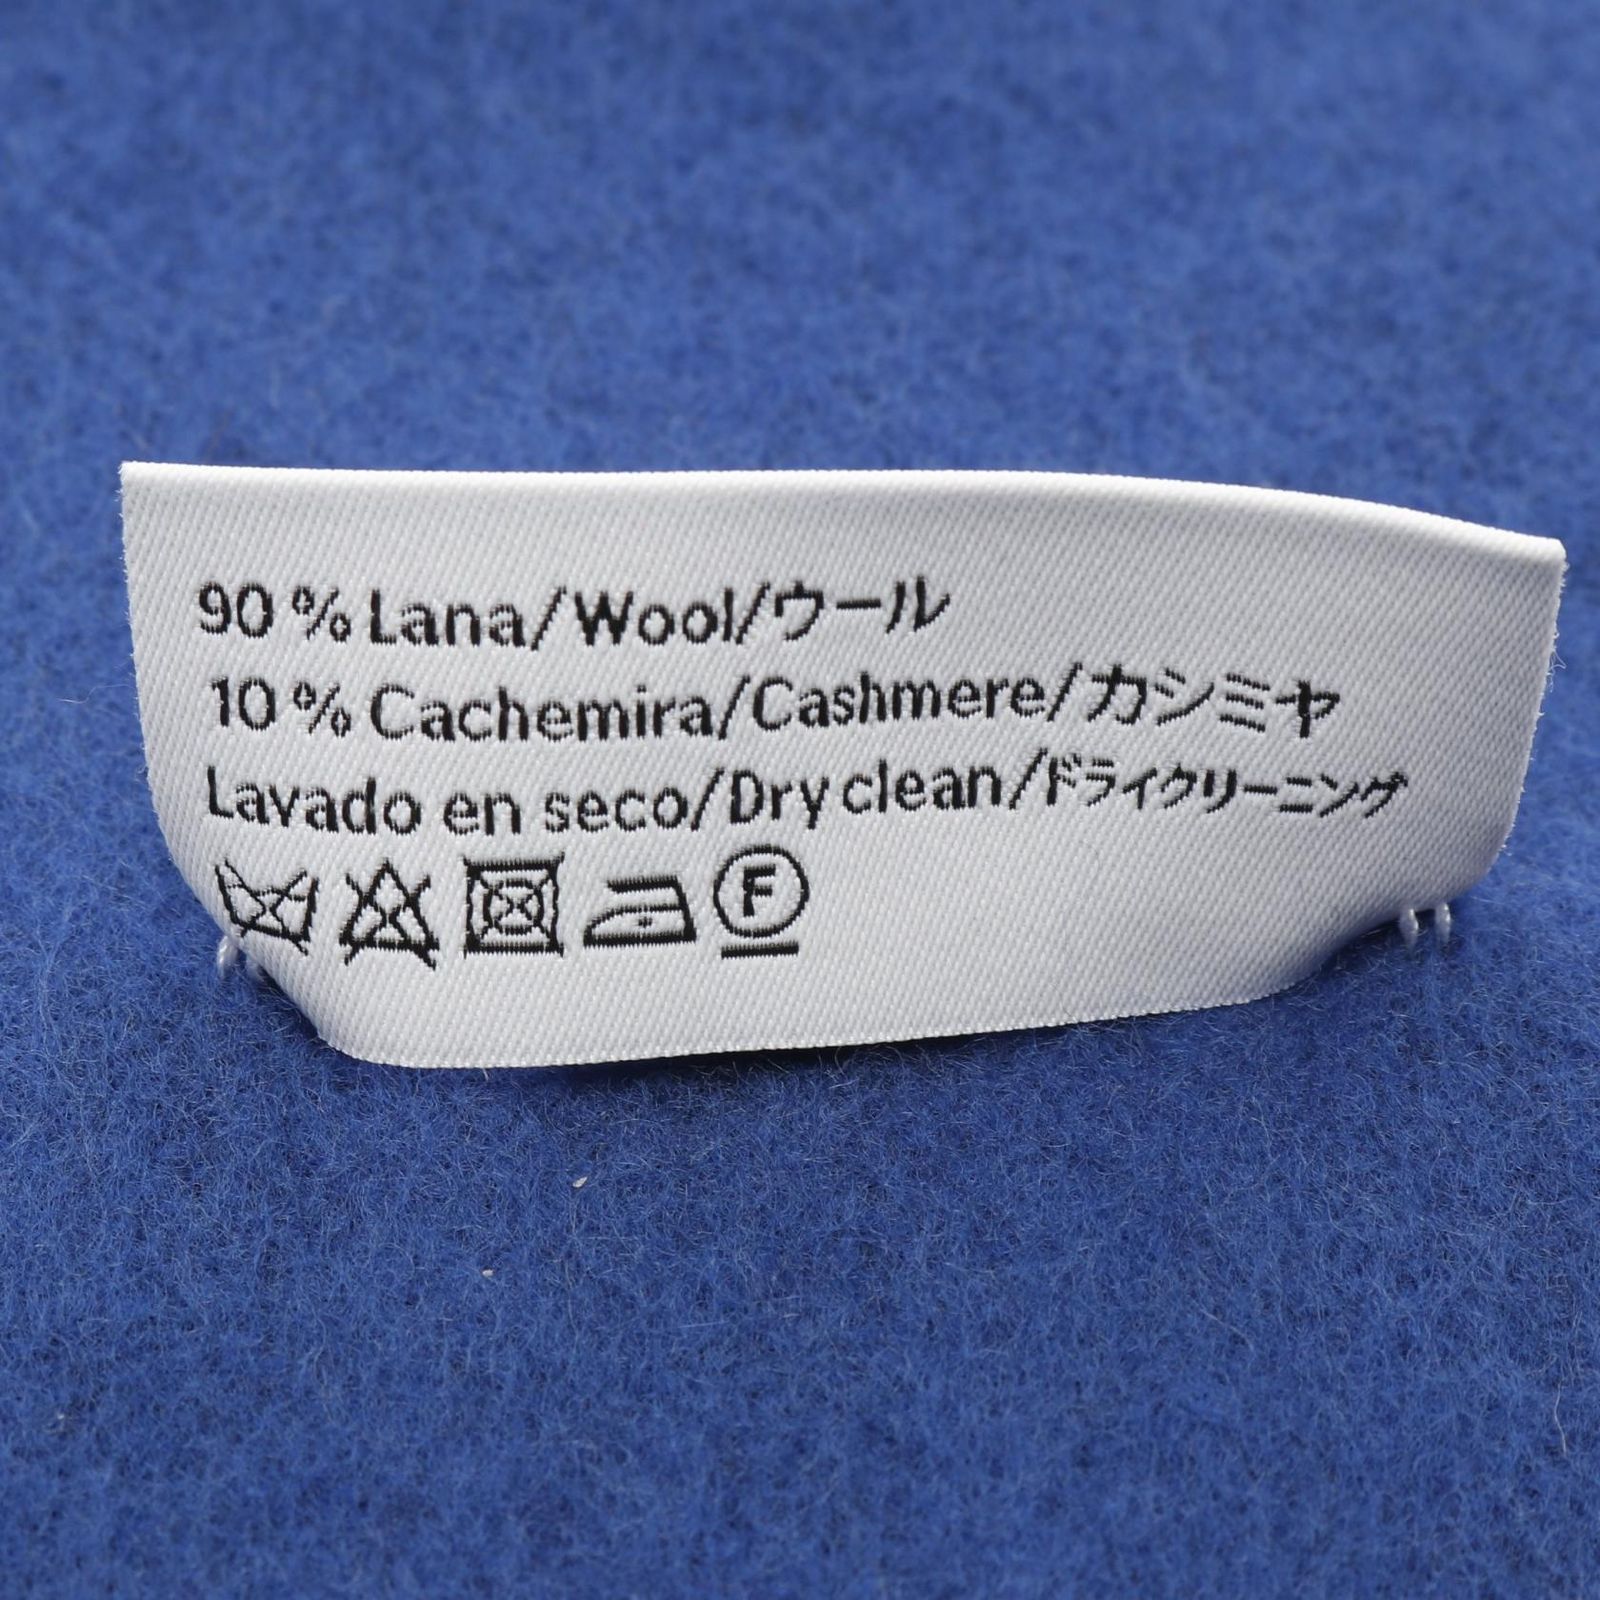 90 % Lana/Wool/ウール
10 % Cachemira/Cashmere/カシミヤ
Lavado en seco/Dry clean/ドライクリーニング
F